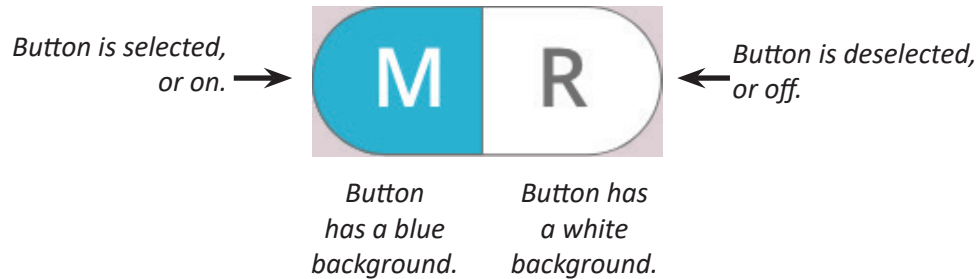 Button is selected,
or on.
M R
Button is deselected,
or off.
Button
has a blue
background.
Button has
a white
background.